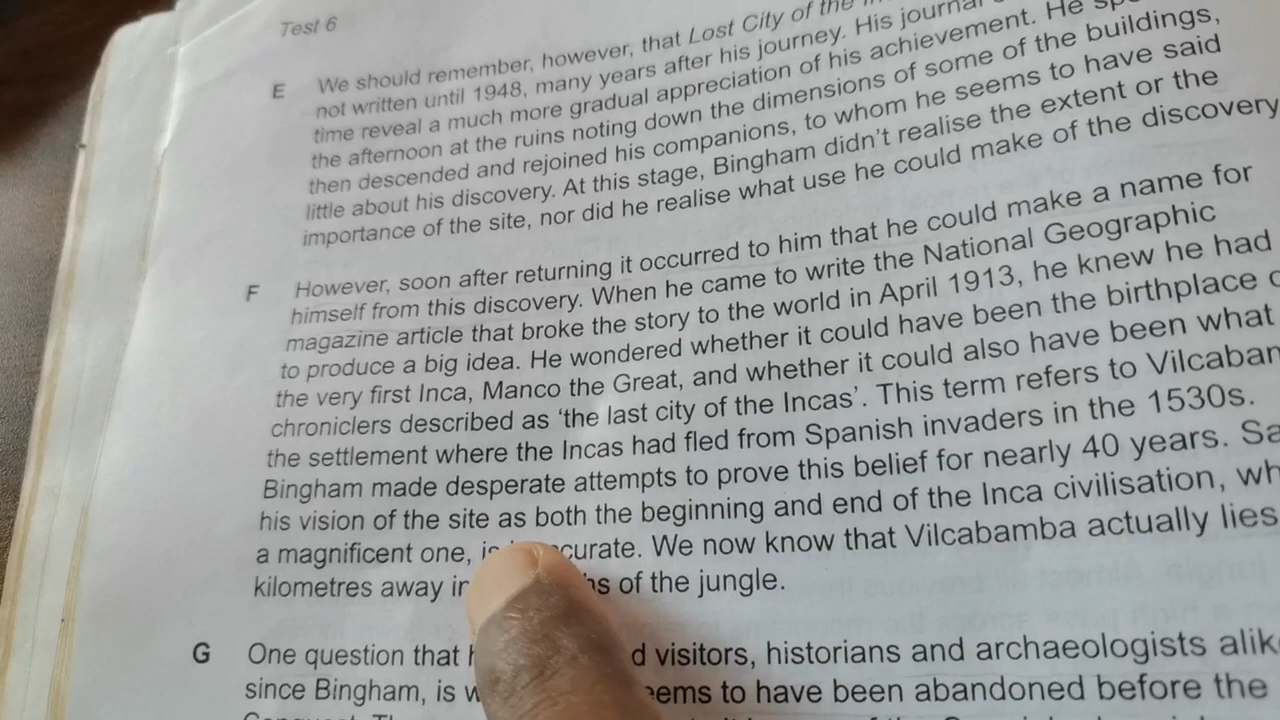 Test 6
E We should remember, however, that Lost City of the
not written until 1948, many years after his journey. His journal
time reveal a much more gradual appreciation of his achievement. He
the afternoon at the ruins noting down the dimensions of some of the buildings,
then descended and rejoined his companions, to whom he seems to have said
little about his discovery. At this stage, Bingham didn't realise the extent or the
importance of the site, nor did he realise what use he could make of the discovery
F However, soon after returning it occurred to him that he could make a name for
himself from this discovery. When he came to write the National Geographic
magazine article that broke the story to the world in April 1913, he knew he had
to produce a big idea. He wondered whether it could have been the birthplace
the very first Inca, Manco the Great, and whether it could also have been what
chroniclers described as 'the last city of the Incas'. This term refers to
the settlement where the Incas had fled from Spanish invaders in the 1530s.
Bingham made desperate attempts to prove this belief for nearly 40 years.
his vision of the site as both the beginning and end of the Inca civilisation,
a magnificent one, We now know that Vilcabamba actually lies
kilometres away of the jungle.
G One question that visitors, historians and archaeologists
since Bingham, is to have been abandoned before the